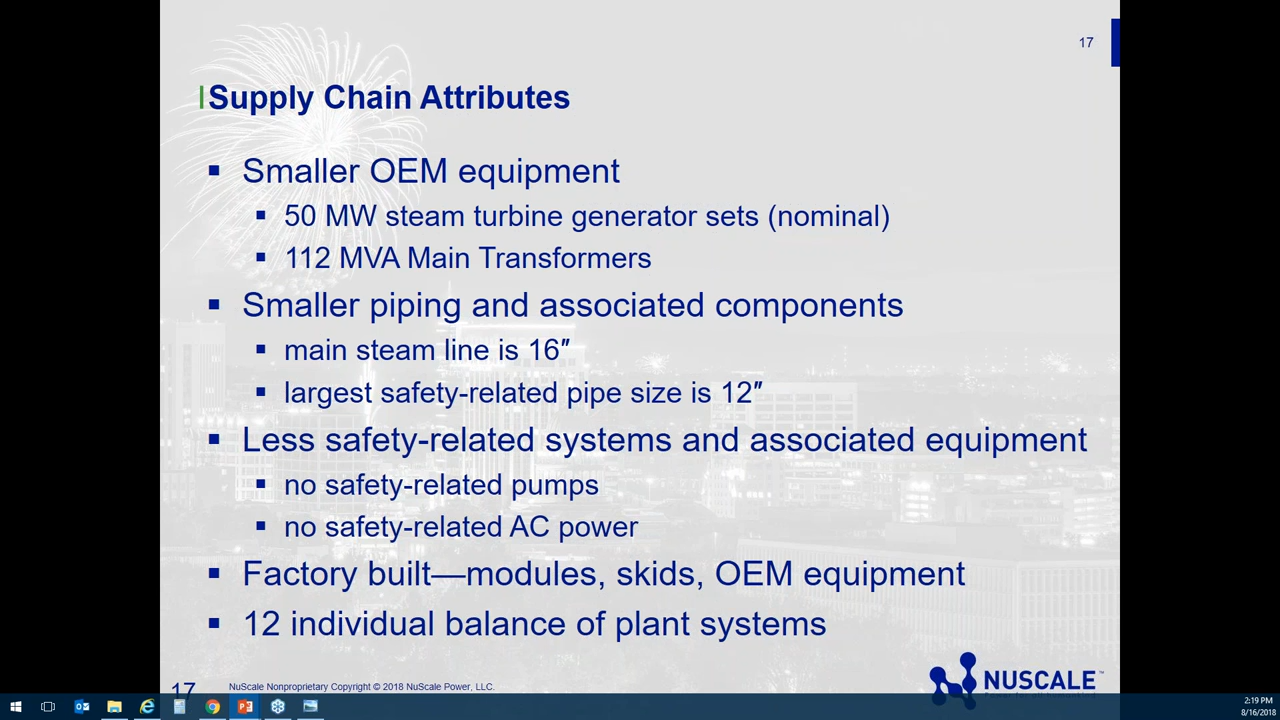 17
Supply Chain Attributes
▪ Smaller OEM equipment
▪ 50 MW steam turbine generator sets (nominal)
▪ 112 MVA Main Transformers
▪ Smaller piping and associated components
▪ main steam line is 16″
▪ largest safety-related pipe size is 12″
▪ Less safety-related systems and associated equipment
▪ no safety-related pumps
▪ no safety-related AC power
▪ Factory built—modules, skids, OEM equipment
▪ 12 individual balance of plant systems
17
NuScale Nonproprietary Copyright © 2018 NuScale Power, LLC.
NUSCALE™
2:19 PM
8/16/2018